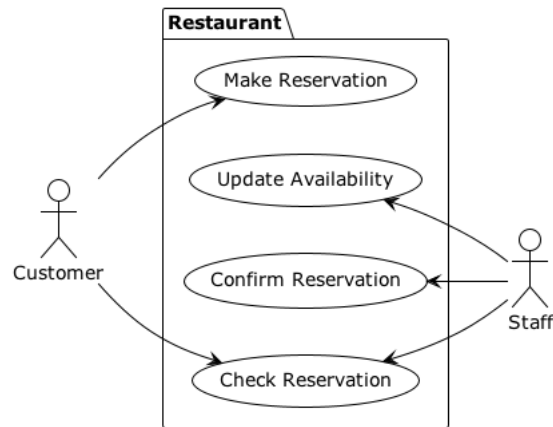 Restaurant
Make Reservation
Update Availability
Customer
Confirm Reservation
Staff
Check Reservation